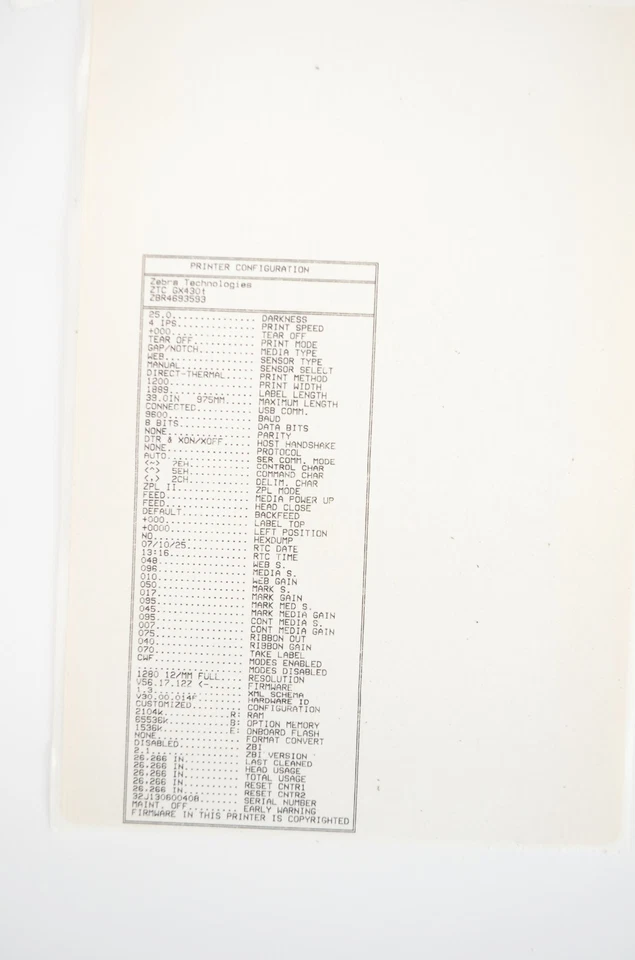 PRINTER CONFIGURATION
Zebra Technologies
ZTC GX430t
ZBR4693593
25.0.............. DARKNESS
4 IPS............. PRINT SPEED
+000.............. TEAR OFF
TEAR OFF.......... PRINT MODE
GAP/NOTCH......... MEDIA TYPE
WEB............... SENSOR TYPE
MANUAL............ SENSOR SELECT
DIRECT-THERMAL.... PRINT METHOD
1200.............. PRINT WIDTH
1889.............. LABEL LENGTH
39.0IN 975MM... MAXIMUM LENGTH
CONNECTED......... USB COMM.
9600.............. BAUD
8 BITS............ DATA BITS
NONE.............. PARITY
DTR & XON/XOFF.... HOST HANDSHAKE
NONE.............. PROTOCOL
AUTO.............. SER COMM. MODE
<~> 7EH......... CONTROL CHAR
<^> 5EH......... COMMAND CHAR
<,> 2CH......... DELIM. CHAR
ZPL II............ ZPL MODE
FEED.............. MEDIA POWER UP
FEED.............. HEAD CLOSE
DEFAULT........... BACKFEED
+000.............. LABEL TOP
+0000............. LEFT POSITION
NO................ HEXDUMP
07/10/25.......... RTC DATE
13:16............. RTC TIME
048............... WEB S.
096............... MEDIA S.
010............... WEB GAIN
050............... MARK S.
017............... MARK GAIN
095............... MARK MED S.
045............... MARK MEDIA GAIN
095............... CONT MEDIA S.
007............... CONT MEDIA GAIN
075............... RIBBON OUT
040............... RIBBON GAIN
070............... TAKE LABEL
CWF............... MODES ENABLED
.................. MODES DISABLED
1280 12/MM FULL... RESOLUTION
V56.17.12Z <-..... FIRMWARE
1.3............... XML SCHEMA
V30.00.014F....... HARDWARE ID
CUSTOMIZED........ CONFIGURATION
2104k............R: RAM
65536k...........B: OPTION MEMORY
1536k............E: ONBOARD FLASH
NONE.............. FORMAT CONVERT
DISABLED.......... ZBI
2.1............... ZBI VERSION
26.266 IN......... LAST CLEANED
26.266 IN......... HEAD USAGE
26.266 IN......... TOTAL USAGE
26.266 IN......... RESET CNTR1
26.266 IN......... RESET CNTR2
32J130600408...... SERIAL NUMBER
MAINT. OFF........ EARLY WARNING
FIRMWARE IN THIS PRINTER IS COPYRIGHTED